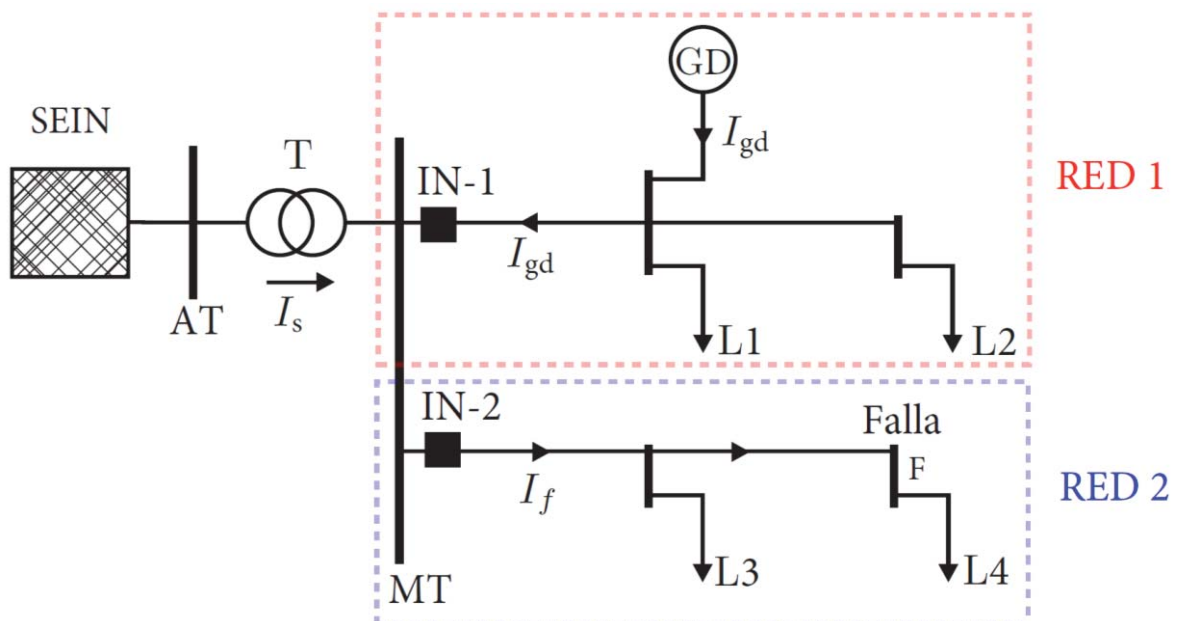 SEIN
AT
T
I_s
MT
IN-1
I_gd
GD
I_gd
L1
L2
RED 1
IN-2
I_f
Falla
F
L3
L4
RED 2